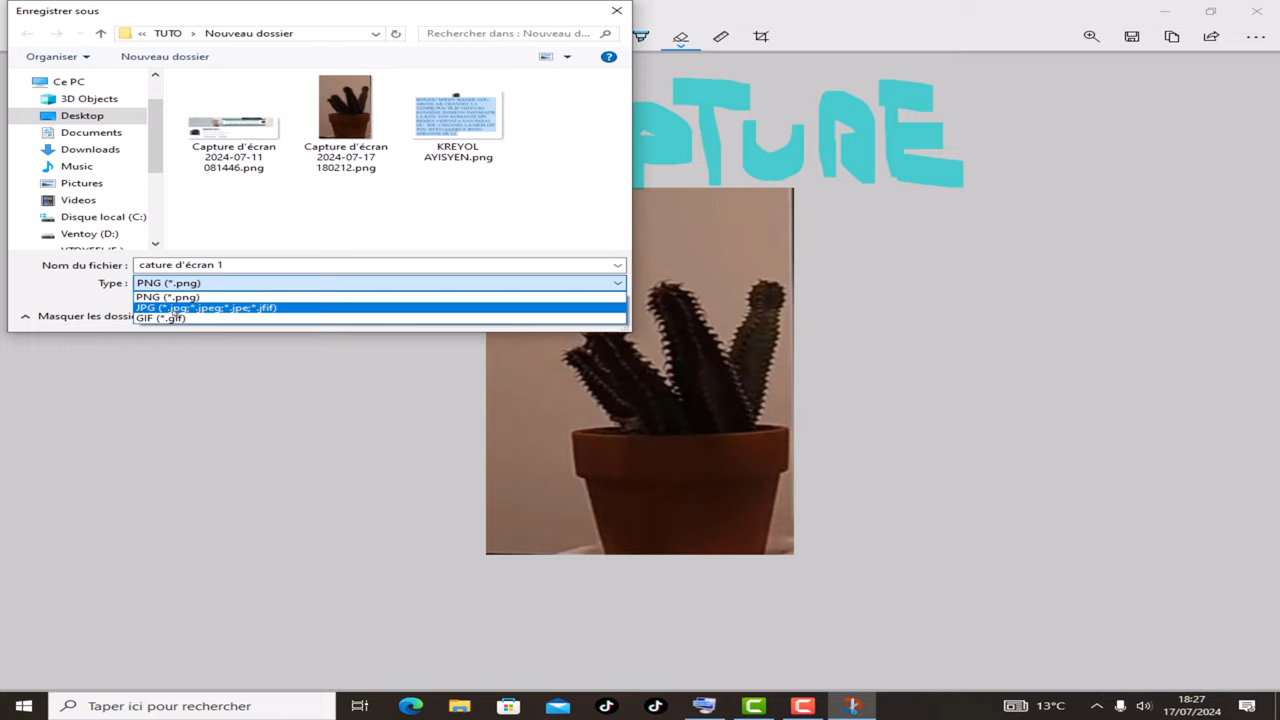 Enregistrer sous
TUTO
Nouveau dossier
Rechercher dans : Nouveau d...
Organiser
Nouveau dossier
Ce PC
3D Objects
Desktop
Documents
Downloads
Music
Pictures
Videos
Disque local (C:)
Ventoy (D:)
Capture d'écran
2024-07-11
081446.png
Capture d'écran
2024-07-17
180212.png
KREYOL
AYISYEN.png
Nom du fichier :
cature d'écran 1
Type :
PNG (*.png)
PNG (*.png)
JPG (*.jpg;*.jpeg;*.jpe;*.jfif)
GIF (*.gif)
Masquer les
Taper ici pour rechercher
13°C
18:27
17/07/2024